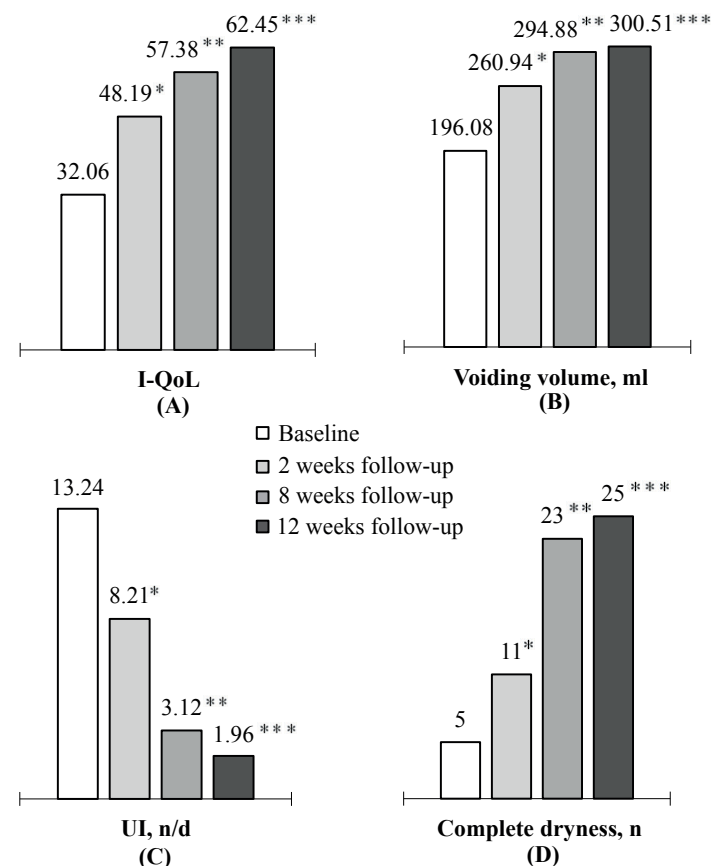 32.06
48.19*
57.38**
62.45***
I-QoL
(A)
196.08
260.94*
294.88**
300.51***
Voiding volume, ml
(B)
Baseline
2 weeks follow-up
8 weeks follow-up
12 weeks follow-up
13.24
8.21*
3.12**
1.96***
UI, n/d
(C)
5
11*
23**
25***
Complete dryness, n
(D)